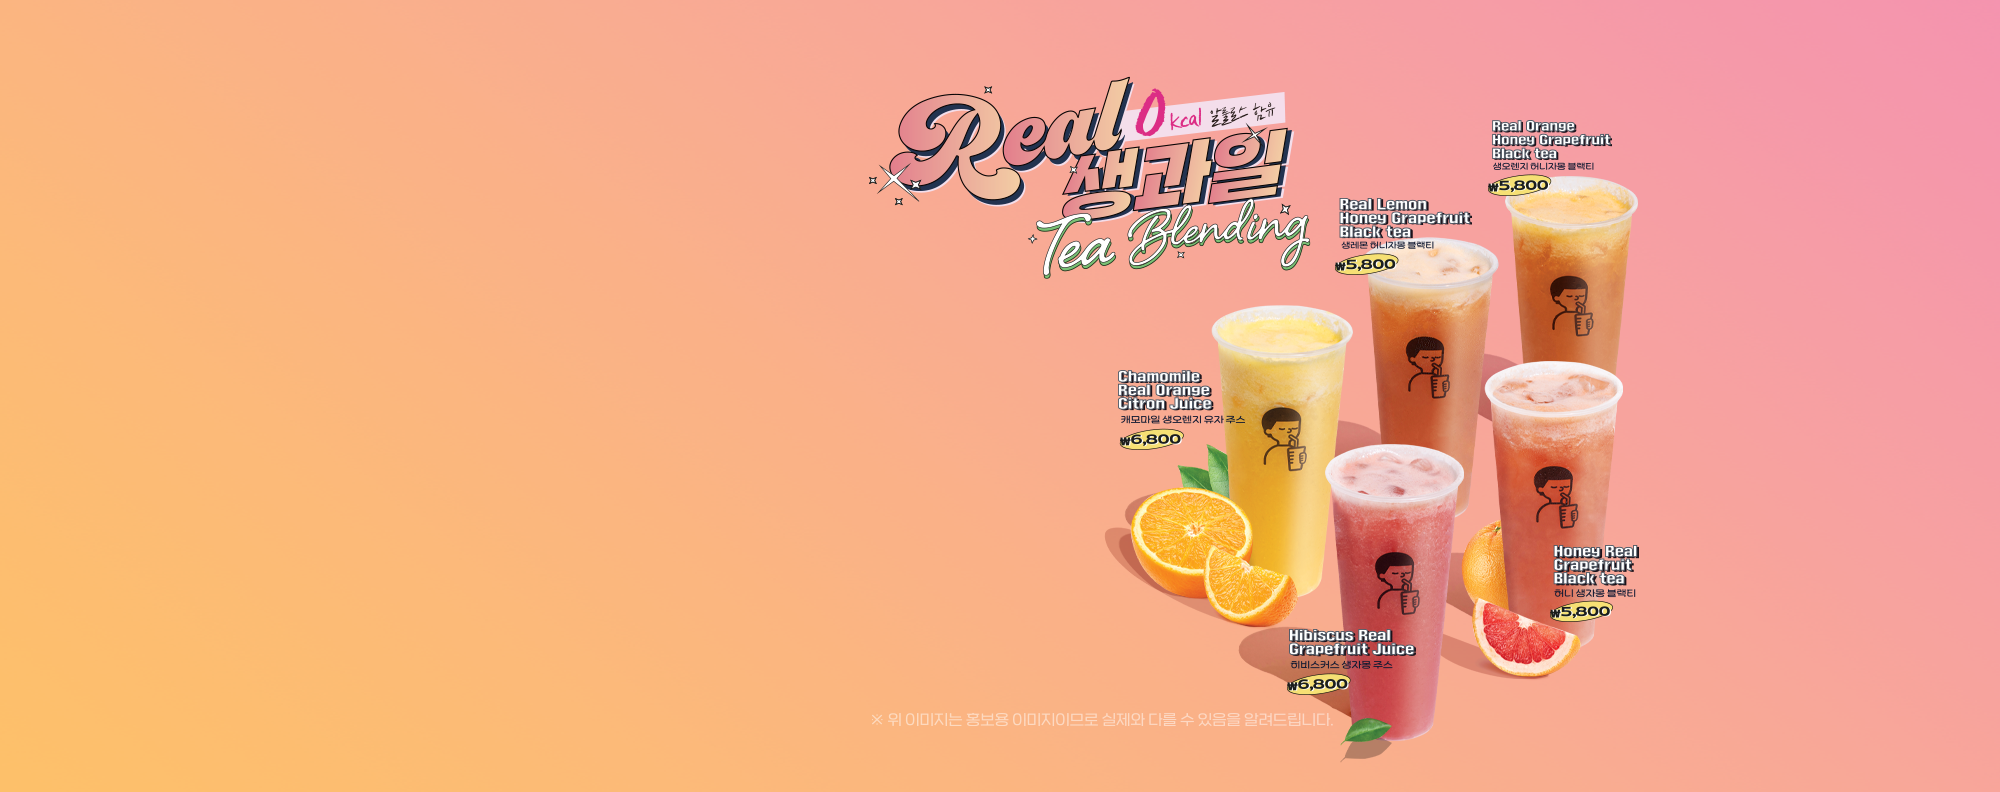 Real
0 kcal 알룰로스 함유
생과일
Tea Blending
Real Orange
Honey Grapefruit
Black tea
생오렌지 허니자몽 블랙티
₩5,800
Real Lemon
Honey Grapefruit
Black tea
생레몬 허니자몽 블랙티
₩5,800
Chamomile
Real Orange
Citron Juice
캐모마일 생오렌지 유자 주스
₩6,800
Honey Real
Grapefruit
Black tea
허니 생자몽 블랙티
₩5,800
Hibiscus Real
Grapefruit Juice
히비스커스 생자몽 주스
₩6,800
※ 위 이미지는 홍보용 이미지이므로 실제와 다를 수 있음을 알려드립니다.